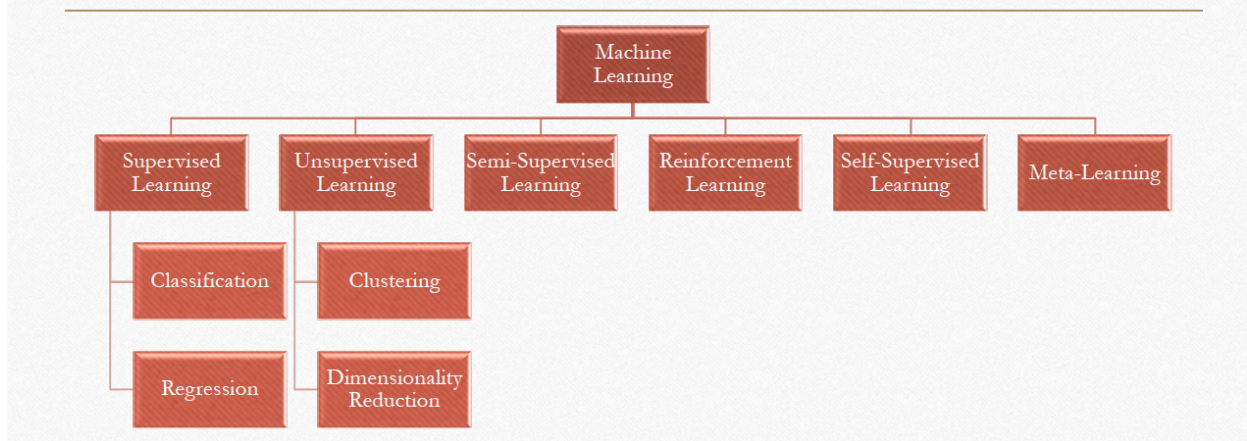 Machine
Learning
Supervised
Learning
Unsupervised
Learning
Semi-Supervised
Learning
Reinforcement
Learning
Self-Supervised
Learning
Meta-Learning
Classification
Clustering
Regression
Dimensionality
Reduction